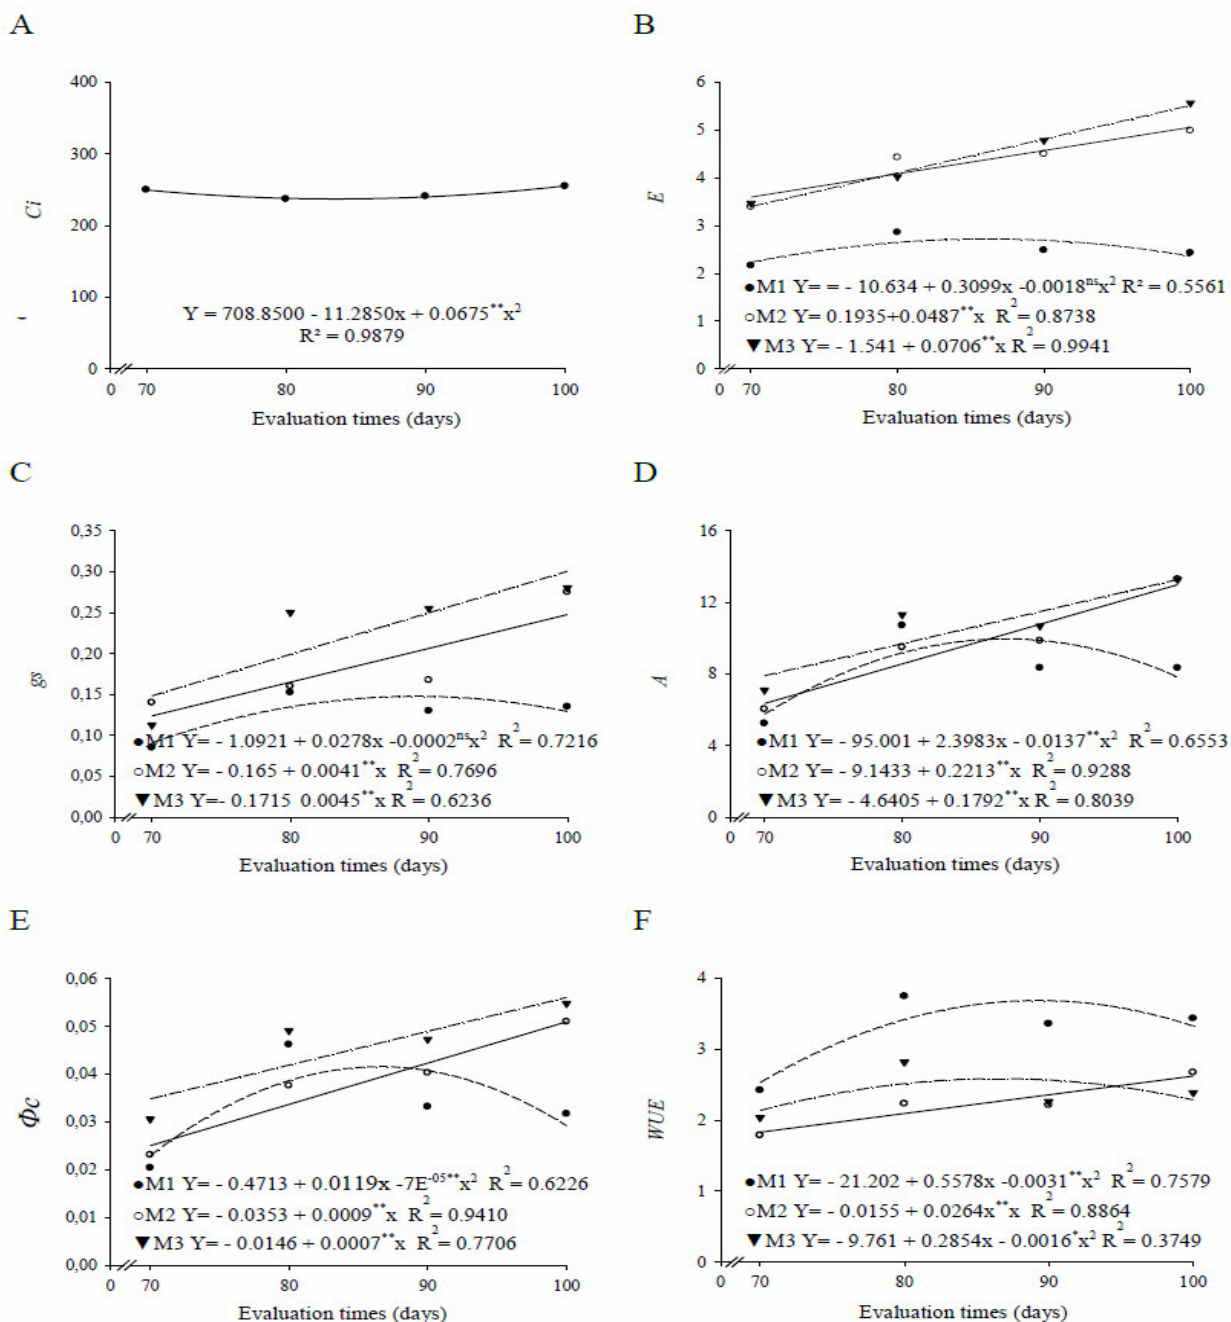 A
400
300
200
100
0
Ci
Y = 708.8500 - 11.2850x + 0.0675**x²
R² = 0.9879
0 70 80 90 100
Evaluation times (days)
B
6
5
4
3
2
1
0
E
M1 Y= = - 10.634 + 0.3099x -0.0018ⁿˢx² R² = 0.5561
M2 Y= 0.1935+0.0487**x R²= 0.8738
M3 Y= - 1.541 + 0.0706**x R²= 0.9941
0 70 80 90 100
Evaluation times (days)
C
0,35
0,30
0,25
0,20
0,15
0,10
0,05
0,00
gs
M1 Y= - 1.0921 + 0.0278x -0.0002ⁿˢx² R²= 0.7216
M2 Y= - 0.165 + 0.0041**x R²= 0.7696
M3 Y=- 0.1715 0.0045**x R²= 0.6236
0 70 80 90 100
Evaluation times (days)
D
16
12
8
4
0
A
M1 Y= - 95.001 + 2.3983x - 0.0137**x² R²= 0.6553
M2 Y= - 9.1433 + 0.2213**x R²= 0.9288
M3 Y= - 4.6405 + 0.1792**x R²= 0.8039
0 70 80 90 100
Evaluation times (days)
E
0,06
0,05
0,04
0,03
0,02
0,01
0,00
Φc
M1 Y= - 0.4713 + 0.0119x -7E⁻⁰⁵**x² R²= 0.6226
M2 Y= - 0.0353 + 0.0009**x R²= 0.9410
M3 Y= - 0.0146 + 0.0007**x R²= 0.7706
0 70 80 90 100
Evaluation times (days)
F
4
3
2
1
0
WUE
M1 Y= - 21.202 + 0.5578x -0.0031**x² R²= 0.7579
M2 Y= - 0.0155 + 0.0264x**x R²= 0.8864
M3 Y= - 9.761 + 0.2854x - 0.0016*x² R²= 0.3749
0 70 80 90 100
Evaluation times (days)